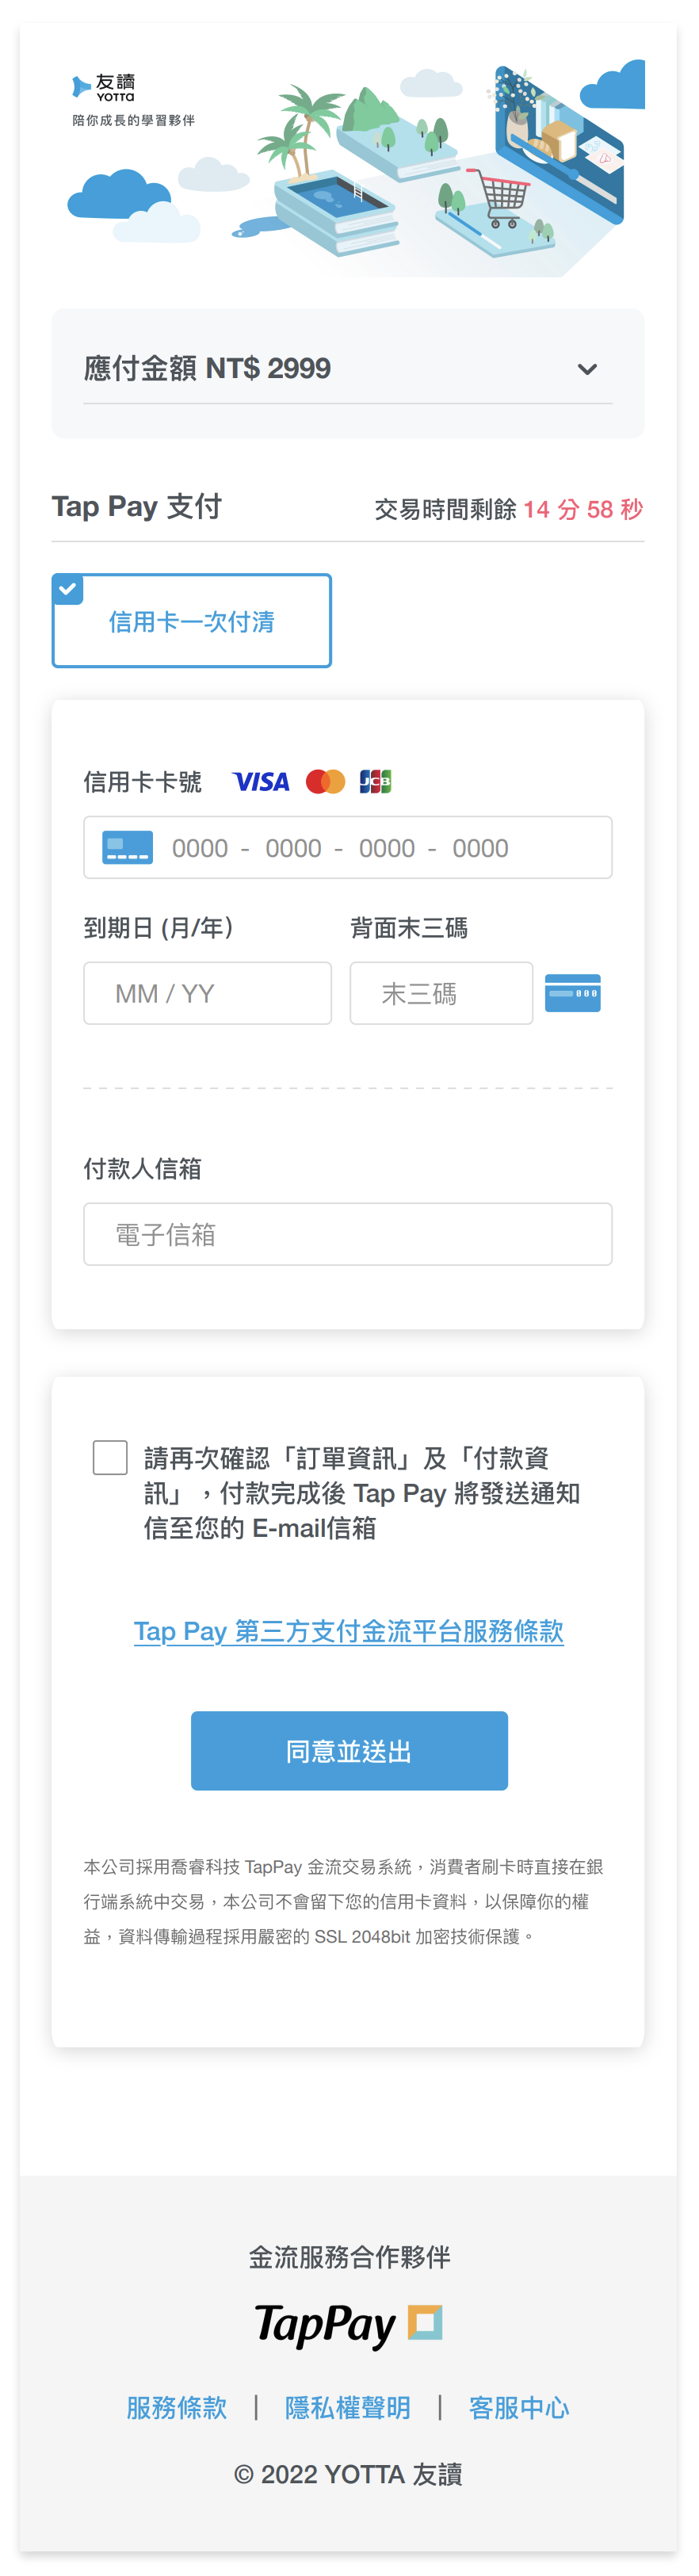 友讀
YOTTA
陪你成長的學習夥伴
應付金額 NT$ 2999
Tap Pay 支付
交易時間剩餘 14 分 58 秒
信用卡一次付清
信用卡卡號 VISA JCB
0000 - 0000 - 0000 - 0000
到期日 (月/年) 背面末三碼
MM / YY 末三碼 000
付款人信箱
電子信箱
請再次確認「訂單資訊」及「付款資
訊」，付款完成後 Tap Pay 將發送通知
信至您的 E-mail信箱
Tap Pay 第三方支付金流平台服務條款
同意並送出
本公司採用喬睿科技 TapPay 金流交易系統，消費者刷卡時直接在銀
行端系統中交易，本公司不會留下您的信用卡資料，以保障你的權
益，資料傳輸過程採用嚴密的 SSL 2048bit 加密技術保護。
金流服務合作夥伴
TapPay
服務條款 | 隱私權聲明 | 客服中心
© 2022 YOTTA 友讀